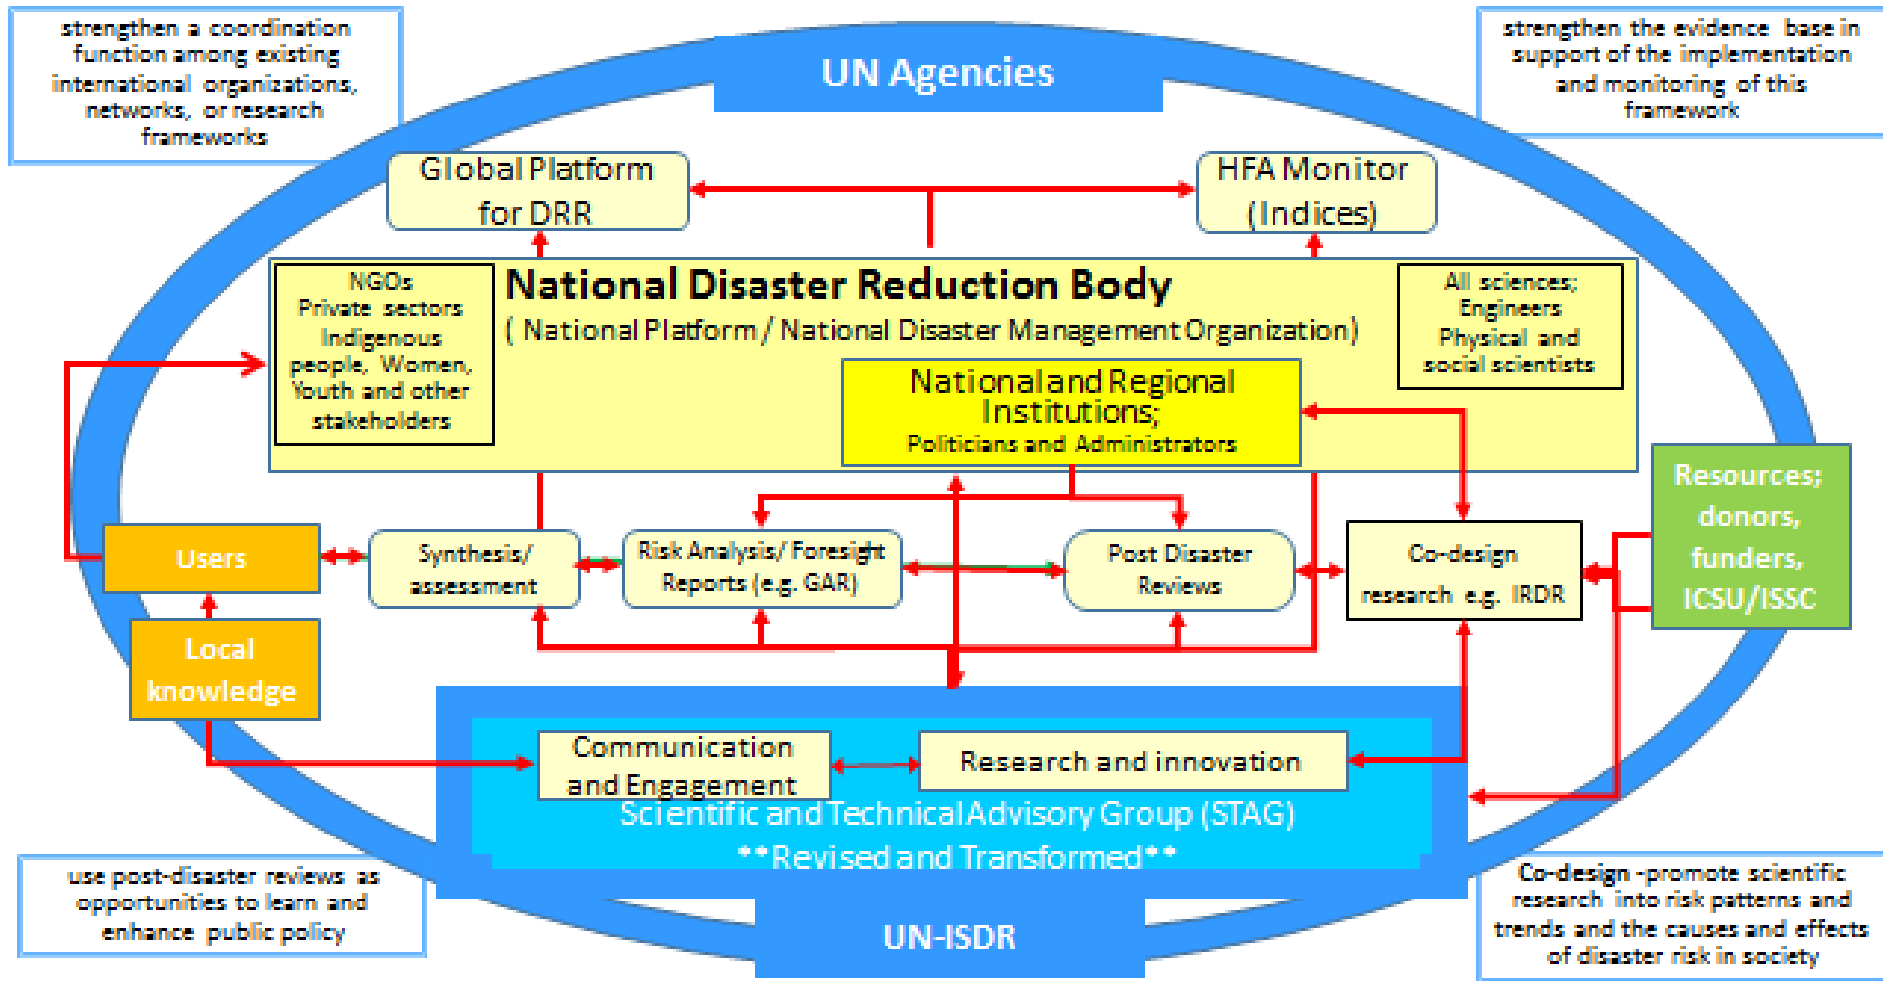 strengthen a coordination
function among existing
international organizations,
networks, or research
frameworks
UN Agencies
strengthen the evidence base in
support of the implementation
and monitoring of this
framework
Global Platform
for DRR
HFA Monitor
(Indices)
NGOs
Private sectors
Indigenous
people, Women,
Youth and other
stakeholders
National Disaster Reduction Body
( National Platform / National Disaster Management Organization)
All sciences;
Engineers
Physical and
social scientists
National and Regional
Institutions;
Politicians and Administrators
Users
Synthesis/
assessment
Risk Analysis/ Foresight
Reports (e.g. GAR)
Post Disaster
Reviews
Co-design
research e.g. IRDR
Resources;
donors,
funders,
ICSU/ISSC
Local
knowledge
Communication
and Engagement
Research and innovation
Scientific and Technical Advisory Group (STAG)
**Revised and Transformed**
use post-disaster reviews as
opportunities to learn and
enhance public policy
UN-ISDR
Co-design -promote scientific
research into risk patterns and
trends and the causes and effects
of disaster risk in society